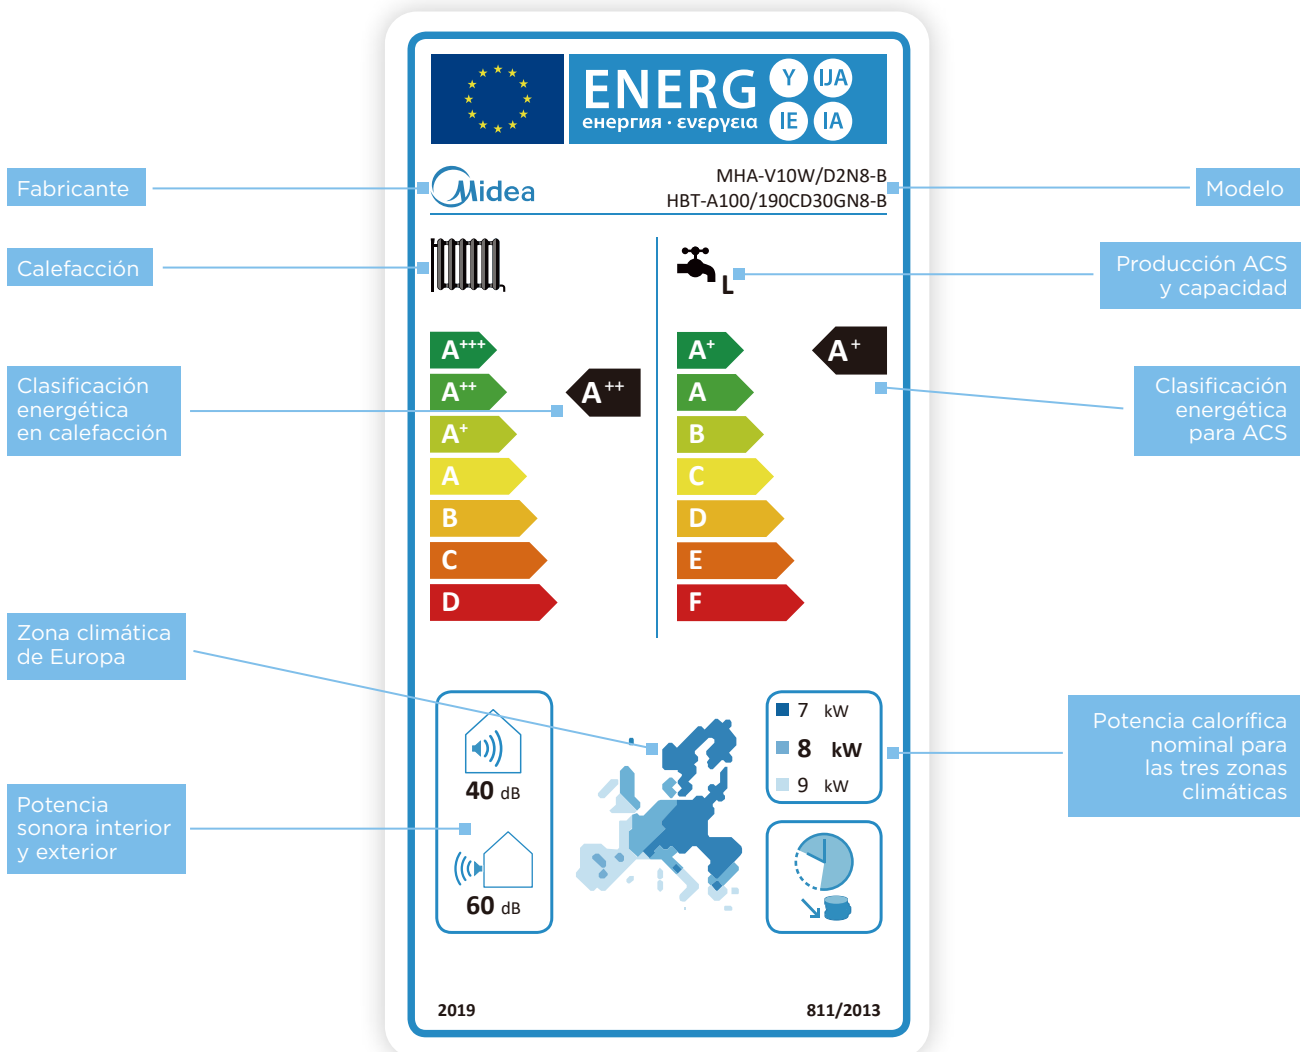 ENERG
енергия · ενεργεια
Y
IJA
IE
IA
Fabricante
Midea
MHA-V10W/D2N8-B
HBT-A100/190CD30GN8-B
Modelo
Calefacción
L
Producción ACS
y capacidad
A+++
A++
A+
A
B
C
D
A++
Clasificación
energética
en calefacción
A+
A
B
C
D
E
F
A+
Clasificación
energética
para ACS
Zona climática
de Europa
40 dB
60 dB
Potencia
sonora interior
y exterior
7 kW
8 kW
9 kW
Potencia calorífica
nominal para
las tres zonas
climáticas
2019
811/2013